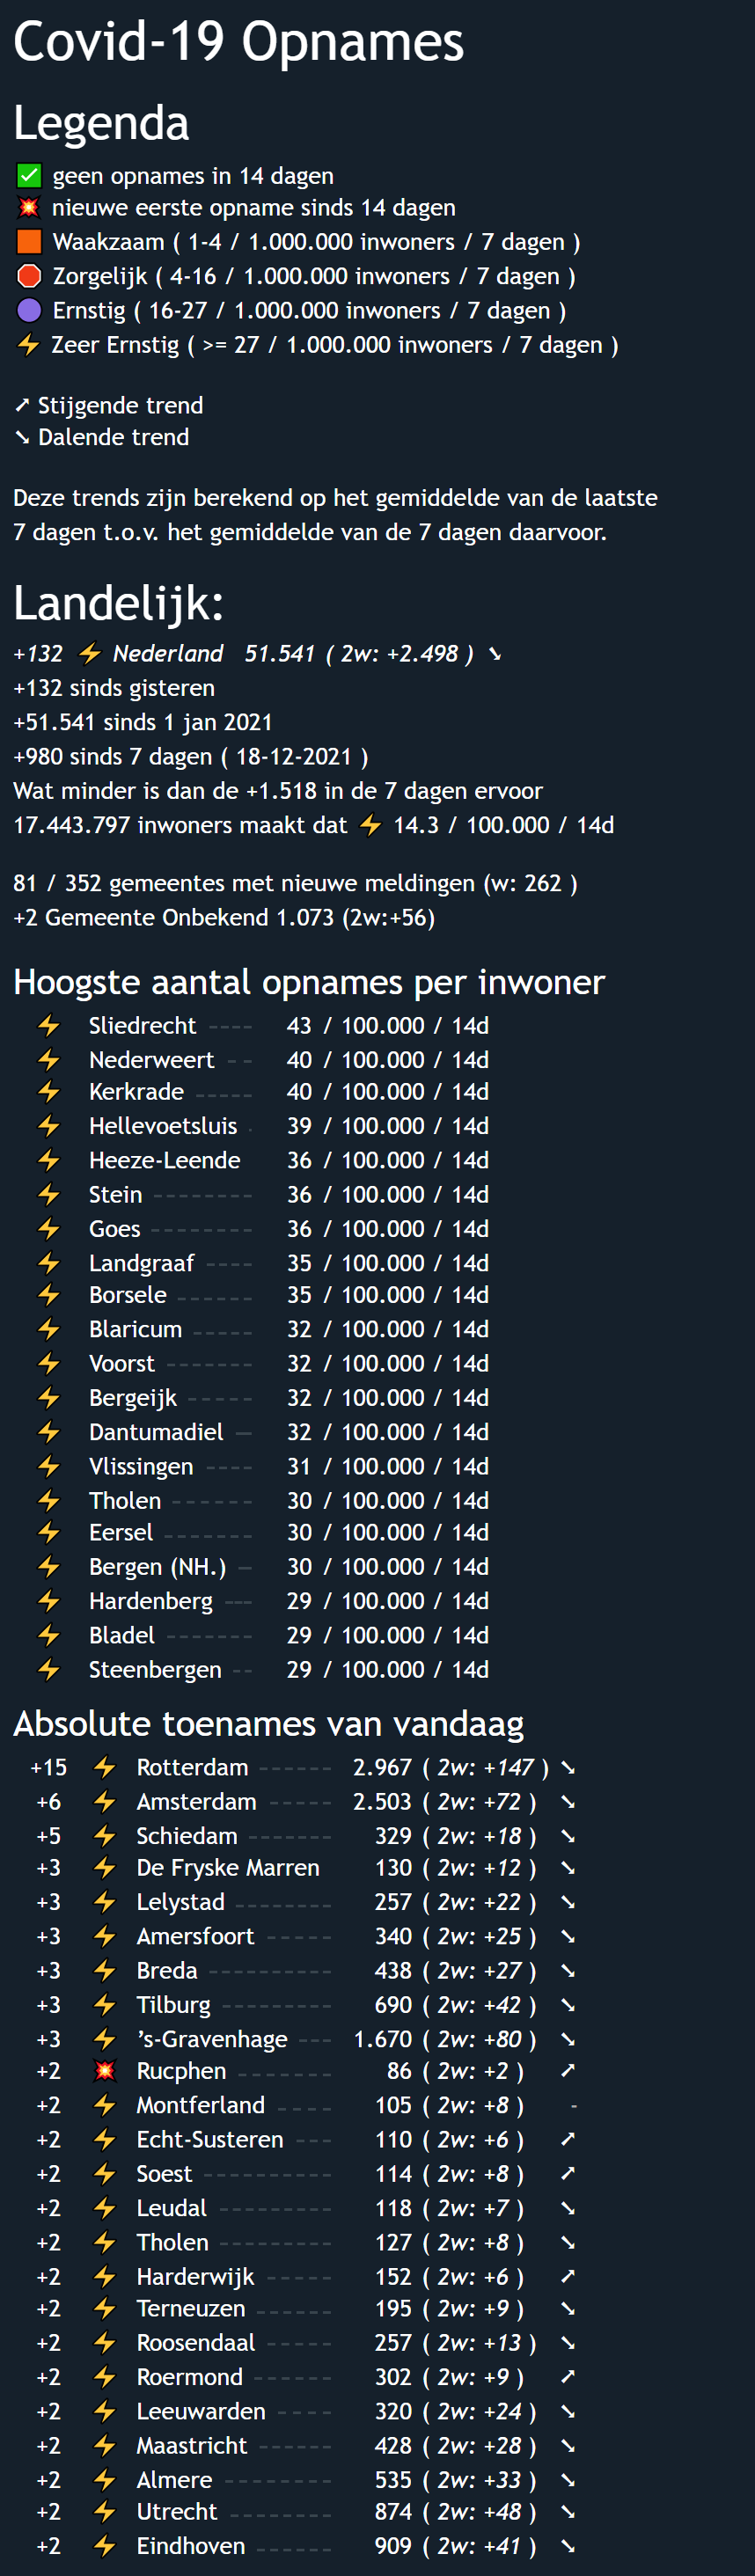 Covid-19 Opnames
Legenda
✅ geen opnames in 14 dagen
💥 nieuwe eerste opname sinds 14 dagen
🟧 Waakzaam ( 1-4 / 1.000.000 inwoners / 7 dagen )
🛑 Zorgelijk ( 4-16 / 1.000.000 inwoners / 7 dagen )
🟣 Ernstig ( 16-27 / 1.000.000 inwoners / 7 dagen )
⚡ Zeer Ernstig ( >= 27 / 1.000.000 inwoners / 7 dagen )
➚ Stijgende trend
➘ Dalende trend
Deze trends zijn berekend op het gemiddelde van de laatste
7 dagen t.o.v. het gemiddelde van de 7 dagen daarvoor.
Landelijk:
+132 ⚡ Nederland 51.541 ( 2w: +2.498 ) ➘
+132 sinds gisteren
+51.541 sinds 1 jan 2021
+980 sinds 7 dagen ( 18-12-2021 )
Wat minder is dan de +1.518 in de 7 dagen ervoor
17.443.797 inwoners maakt dat ⚡ 14.3 / 100.000 / 14d
81 / 352 gemeentes met nieuwe meldingen (w: 262 )
+2 Gemeente Onbekend 1.073 (2w:+56)
Hoogste aantal opnames per inwoner
⚡ Sliedrecht ---- 43 / 100.000 / 14d
⚡ Nederweert -- 40 / 100.000 / 14d
⚡ Kerkrade ----- 40 / 100.000 / 14d
⚡ Hellevoetsluis . 39 / 100.000 / 14d
⚡ Heeze-Leende 36 / 100.000 / 14d
⚡ Stein -------- 36 / 100.000 / 14d
⚡ Goes -------- 36 / 100.000 / 14d
⚡ Landgraaf ---- 35 / 100.000 / 14d
⚡ Borsele ------ 35 / 100.000 / 14d
⚡ Blaricum ----- 32 / 100.000 / 14d
⚡ Voorst ------- 32 / 100.000 / 14d
⚡ Bergeijk ----- 32 / 100.000 / 14d
⚡ Dantumadiel -- 32 / 100.000 / 14d
⚡ Vlissingen ---- 31 / 100.000 / 14d
⚡ Tholen ------ 30 / 100.000 / 14d
⚡ Eersel ------- 30 / 100.000 / 14d
⚡ Bergen (NH.) - 30 / 100.000 / 14d
⚡ Hardenberg --- 29 / 100.000 / 14d
⚡ Bladel ------- 29 / 100.000 / 14d
⚡ Steenbergen -- 29 / 100.000 / 14d
Absolute toenames van vandaag
+15 ⚡ Rotterdam ------ 2.967 ( 2w: +147 ) ➘
+6 ⚡ Amsterdam ----- 2.503 ( 2w: +72 ) ➘
+5 ⚡ Schiedam ------- 329 ( 2w: +18 ) ➘
+3 ⚡ De Fryske Marren 130 ( 2w: +12 ) ➘
+3 ⚡ Lelystad -------- 257 ( 2w: +22 ) ➘
+3 ⚡ Amersfoort ----- 340 ( 2w: +25 ) ➘
+3 ⚡ Breda ---------- 438 ( 2w: +27 ) ➘
+3 ⚡ Tilburg --------- 690 ( 2w: +42 ) ➘
+3 ⚡ ’s-Gravenhage --- 1.670 ( 2w: +80 ) ➘
+2 💥 Rucphen ------- 86 ( 2w: +2 ) ➚
+2 ⚡ Montferland ---- 105 ( 2w: +8 ) -
+2 ⚡ Echt-Susteren --- 110 ( 2w: +6 ) ➚
+2 ⚡ Soest ---------- 114 ( 2w: +8 ) ➚
+2 ⚡ Leudal --------- 118 ( 2w: +7 ) ➘
+2 ⚡ Tholen --------- 127 ( 2w: +8 ) ➘
+2 ⚡ Harderwijk ----- 152 ( 2w: +6 ) ➚
+2 ⚡ Terneuzen ------ 195 ( 2w: +9 ) ➘
+2 ⚡ Roosendaal ----- 257 ( 2w: +13 ) ➘
+2 ⚡ Roermond ------ 302 ( 2w: +9 ) ➚
+2 ⚡ Leeuwarden ---- 320 ( 2w: +24 ) ➘
+2 ⚡ Maastricht ------ 428 ( 2w: +28 ) ➘
+2 ⚡ Almere -------- 535 ( 2w: +33 ) ➘
+2 ⚡ Utrecht -------- 874 ( 2w: +48 ) ➘
+2 ⚡ Eindhoven ------ 909 ( 2w: +41 ) ➘